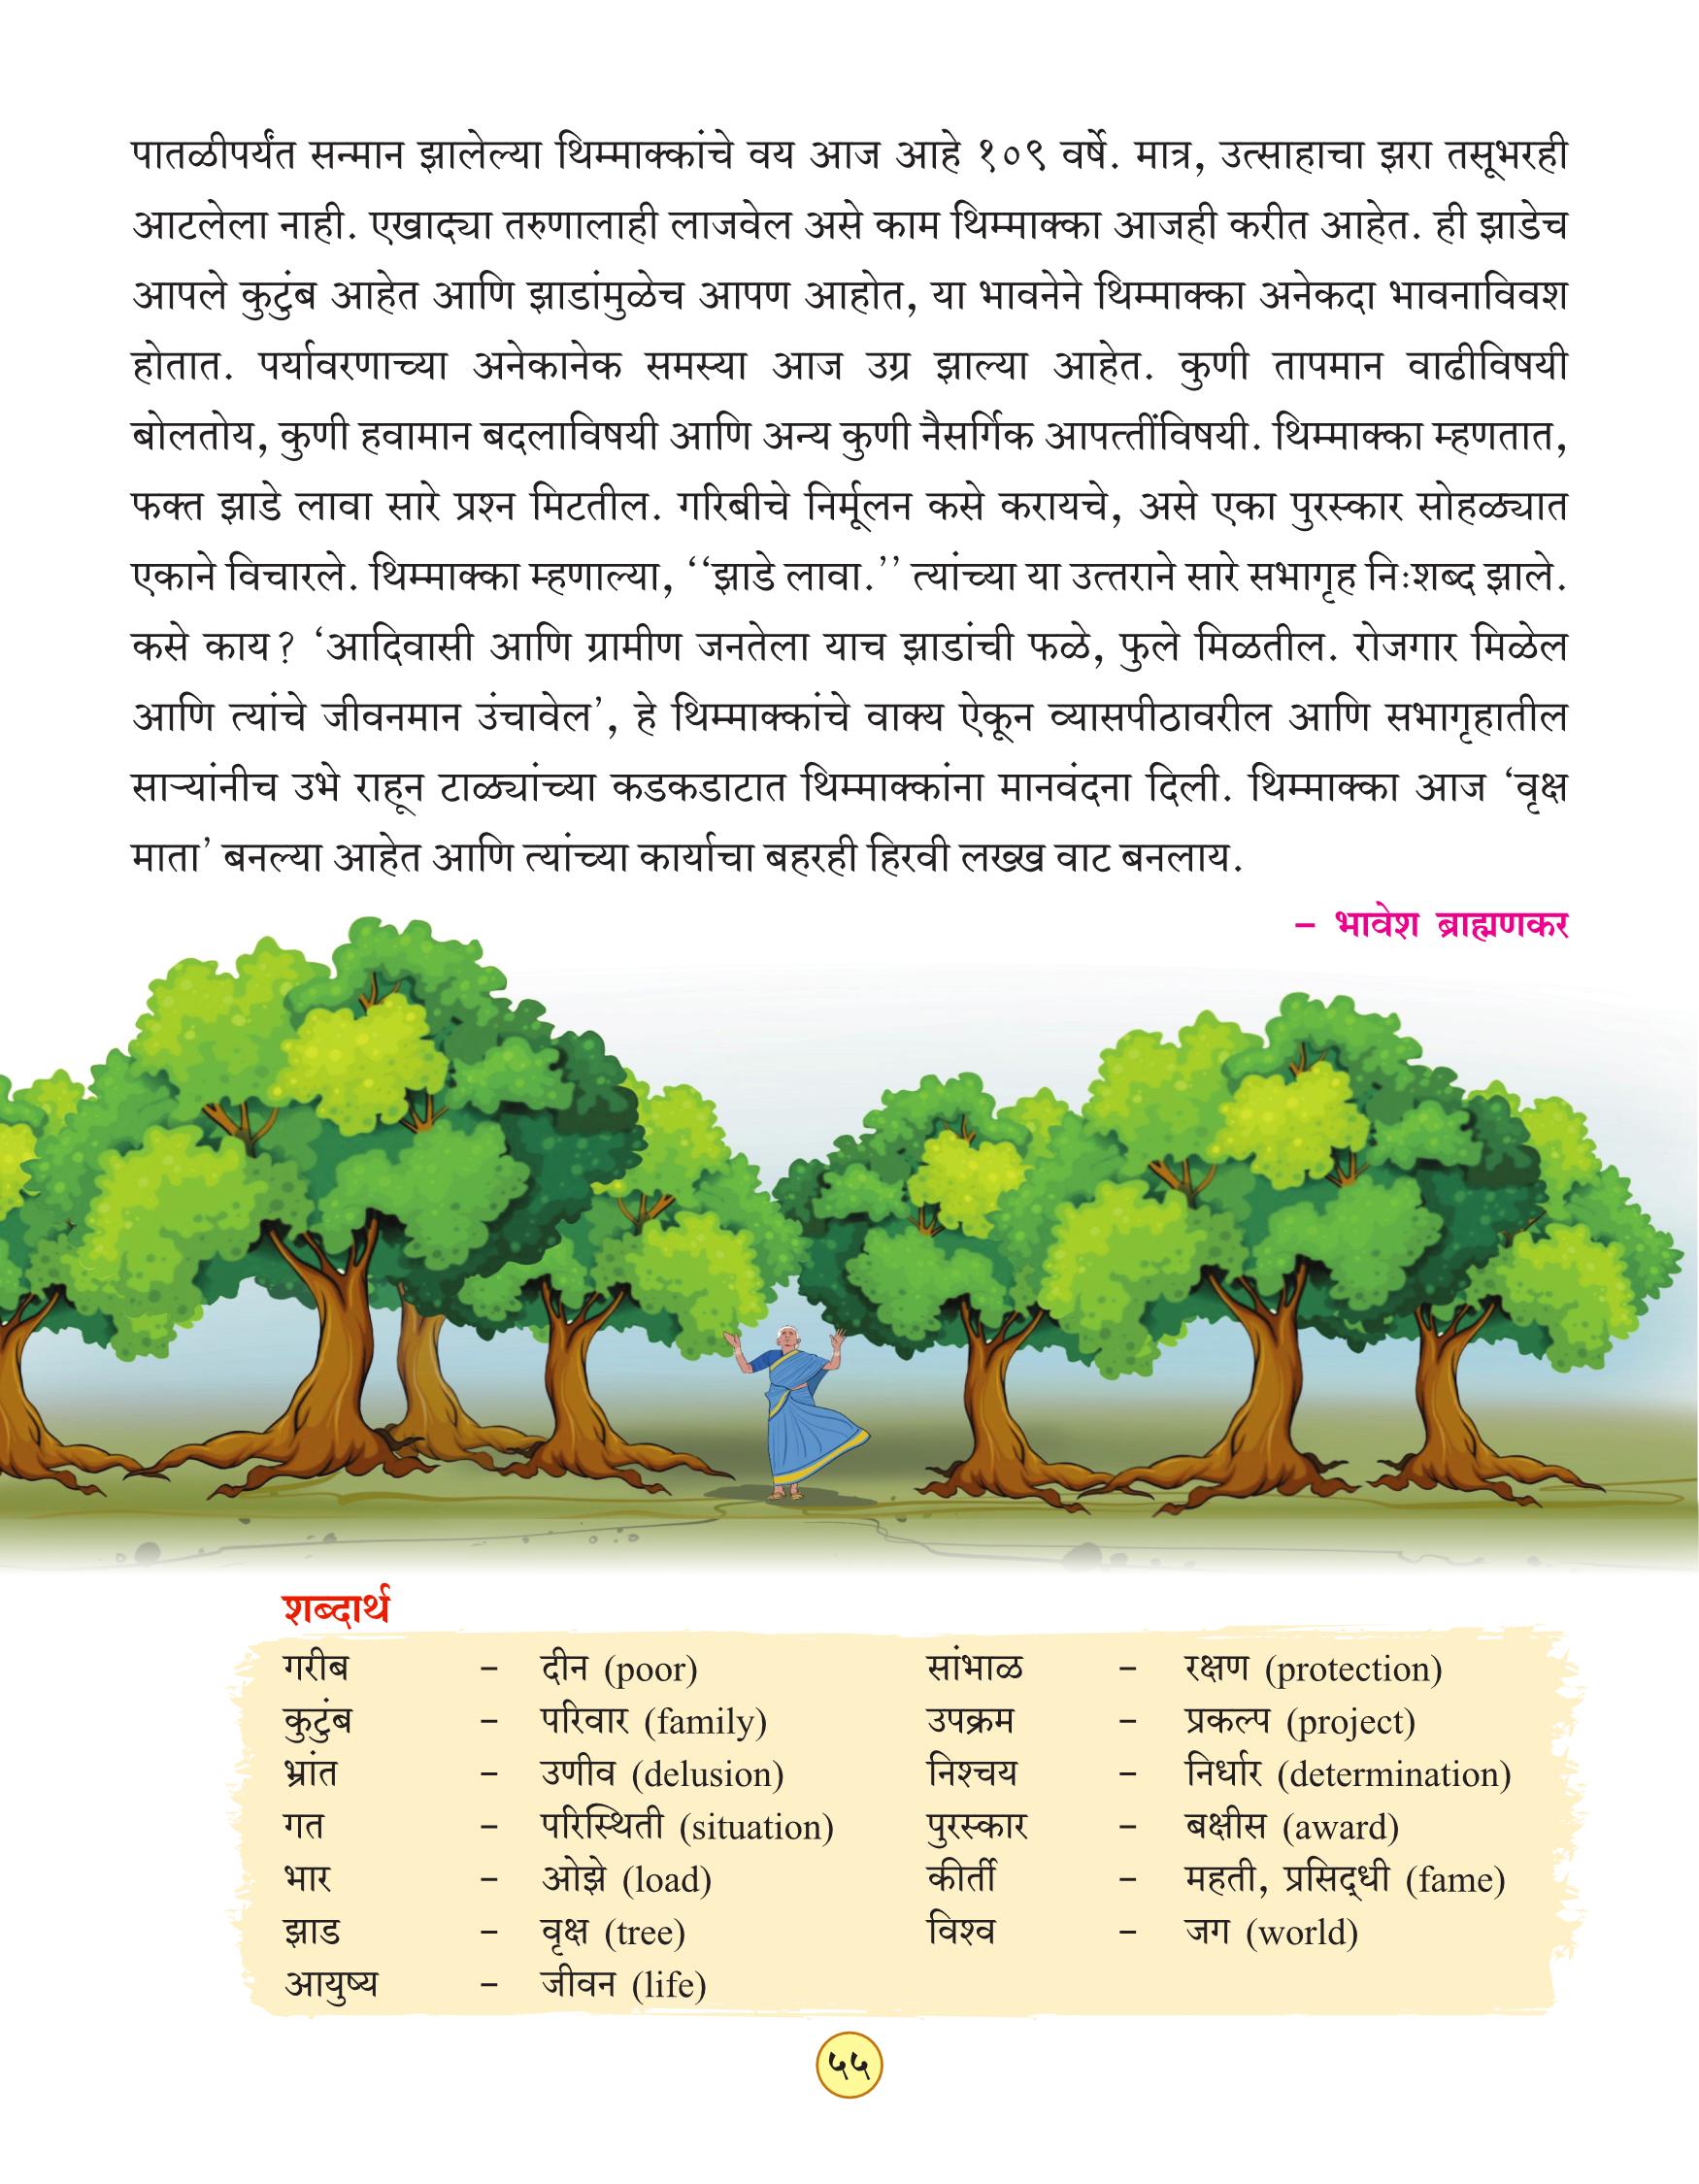 पातळीपर्यंत सन्मान झालेल्या थिम्माक्कांचे वय आज आहे १०९ वर्षे. मात्र, उत्साहाचा झरा तसूभरही
आटलेला नाही. एखाद्या तरुणालाही लाजवेल असे काम थिम्माक्का आजही करीत आहेत. ही झाडेच
आपले कुटुंब आहेत आणि झाडांमुळेच आपण आहोत, या भावनेने थिम्माक्का अनेकदा भावनाविवश
होतात. पर्यावरणाच्या अनेकानेक समस्या आज उग्र झाल्या आहेत. कुणी तापमान वाढीविषयी
बोलतोय, कुणी हवामान बदलाविषयी आणि अन्य कुणी नैसर्गिक आपत्तींविषयी. थिम्माक्का म्हणतात,
फक्त झाडे लावा सारे प्रश्न मिटतील. गरिबीचे निर्मूलन कसे करायचे, असे एका पुरस्कार सोहळ्यात
एकाने विचारले. थिम्माक्का म्हणाल्या, ‘‘झाडे लावा.’’ त्यांच्या या उत्तराने सारे सभागृह निःशब्द झाले.
कसे काय? ‘आदिवासी आणि ग्रामीण जनतेला याच झाडांची फळे, फुले मिळतील. रोजगार मिळेल
आणि त्यांचे जीवनमान उंचावेल’, हे थिम्माक्कांचे वाक्य ऐकून व्यासपीठावरील आणि सभागृहातील
साऱ्यांनीच उभे राहून टाळ्यांच्या कडकडाटात थिम्माक्कांना मानवंदना दिली. थिम्माक्का आज ‘वृक्ष
माता’ बनल्या आहेत आणि त्यांच्या कार्याचा बहरही हिरवी लख्ख वाट बनलाय.
– भावेश ब्राह्मणकर
शब्दार्थ
गरीब – दीन (poor) सांभाळ – रक्षण (protection)
कुटुंब – परिवार (family) उपक्रम – प्रकल्प (project)
भ्रांत – उणीव (delusion) निश्चय – निर्धार (determination)
गत – परिस्थिती (situation) पुरस्कार – बक्षीस (award)
भार – ओझे (load) कीर्ती – महती, प्रसिद्धी (fame)
झाड – वृक्ष (tree) विश्व – जग (world)
आयुष्य – जीवन (life)
५५